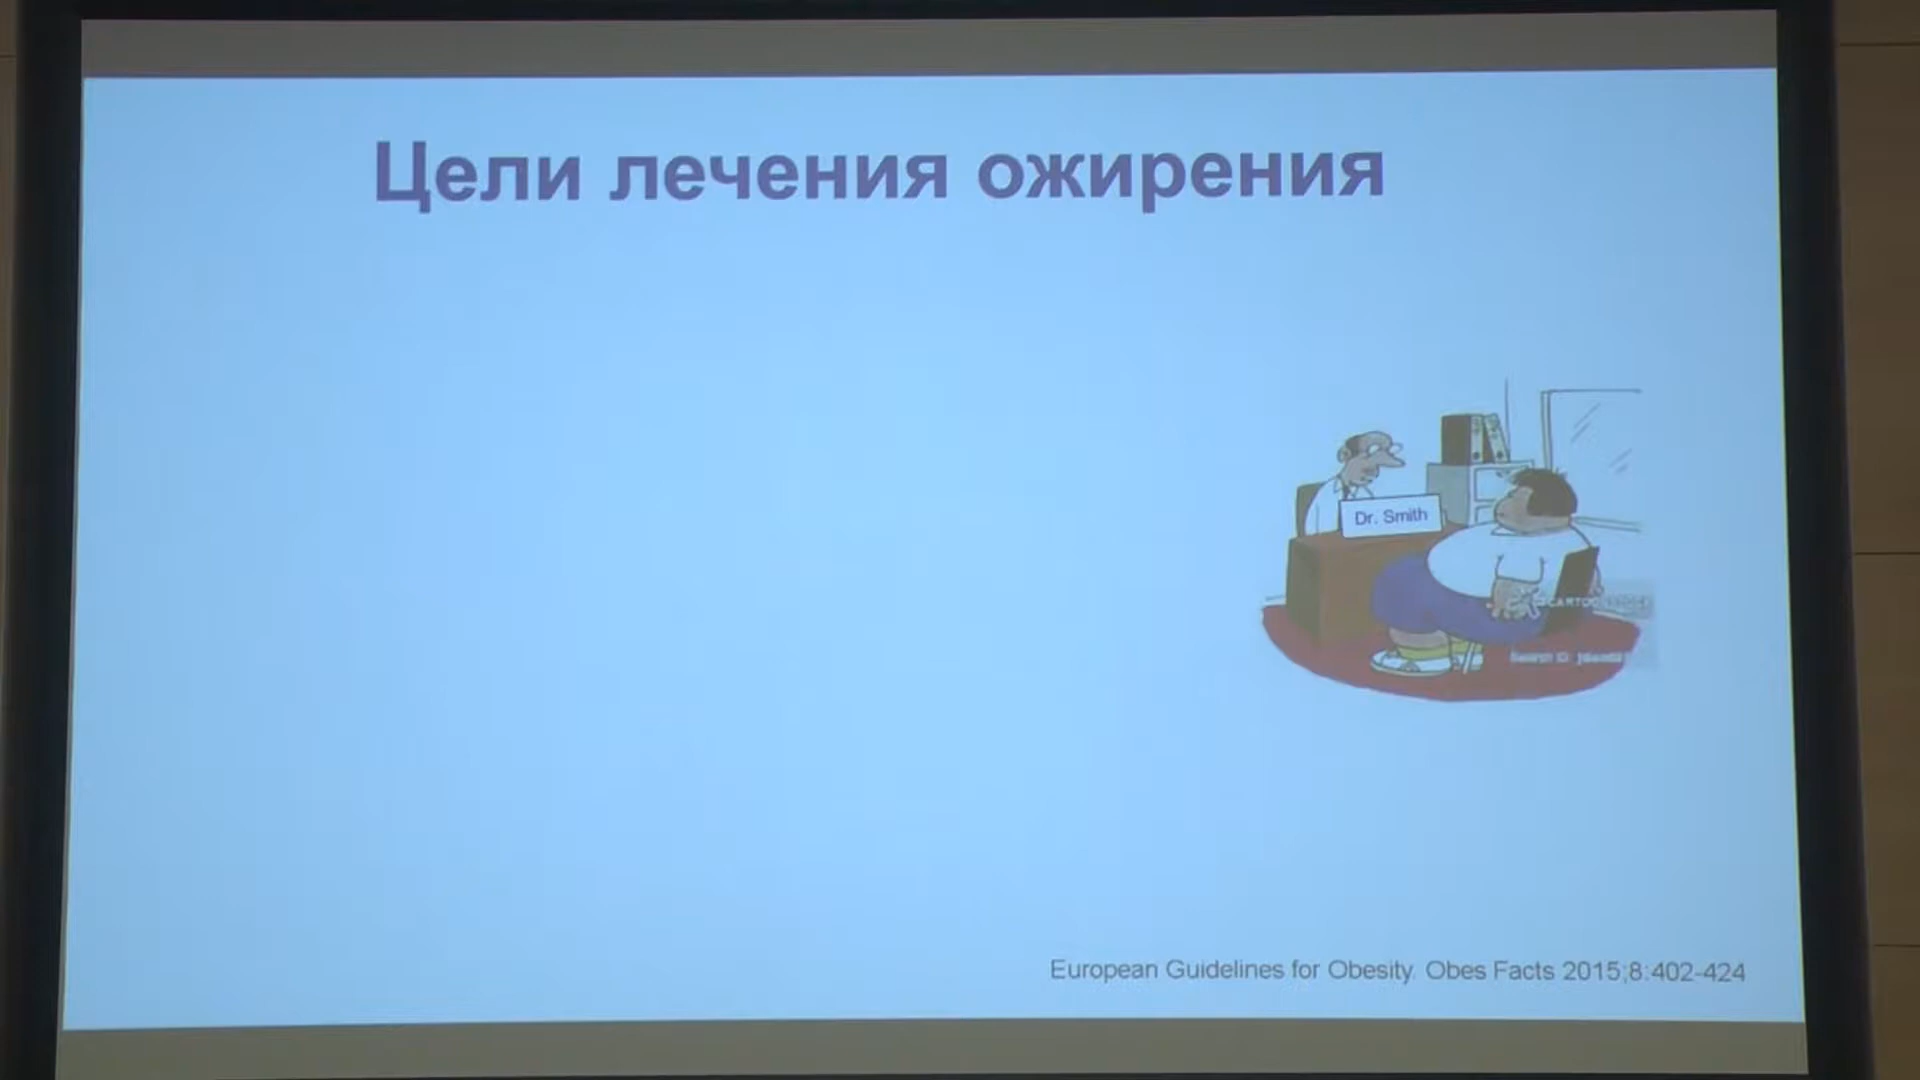 Цели лечения ожирения
Dr. Smith
European Guidelines for Obesity. Obes Facts 2015;8:402-424